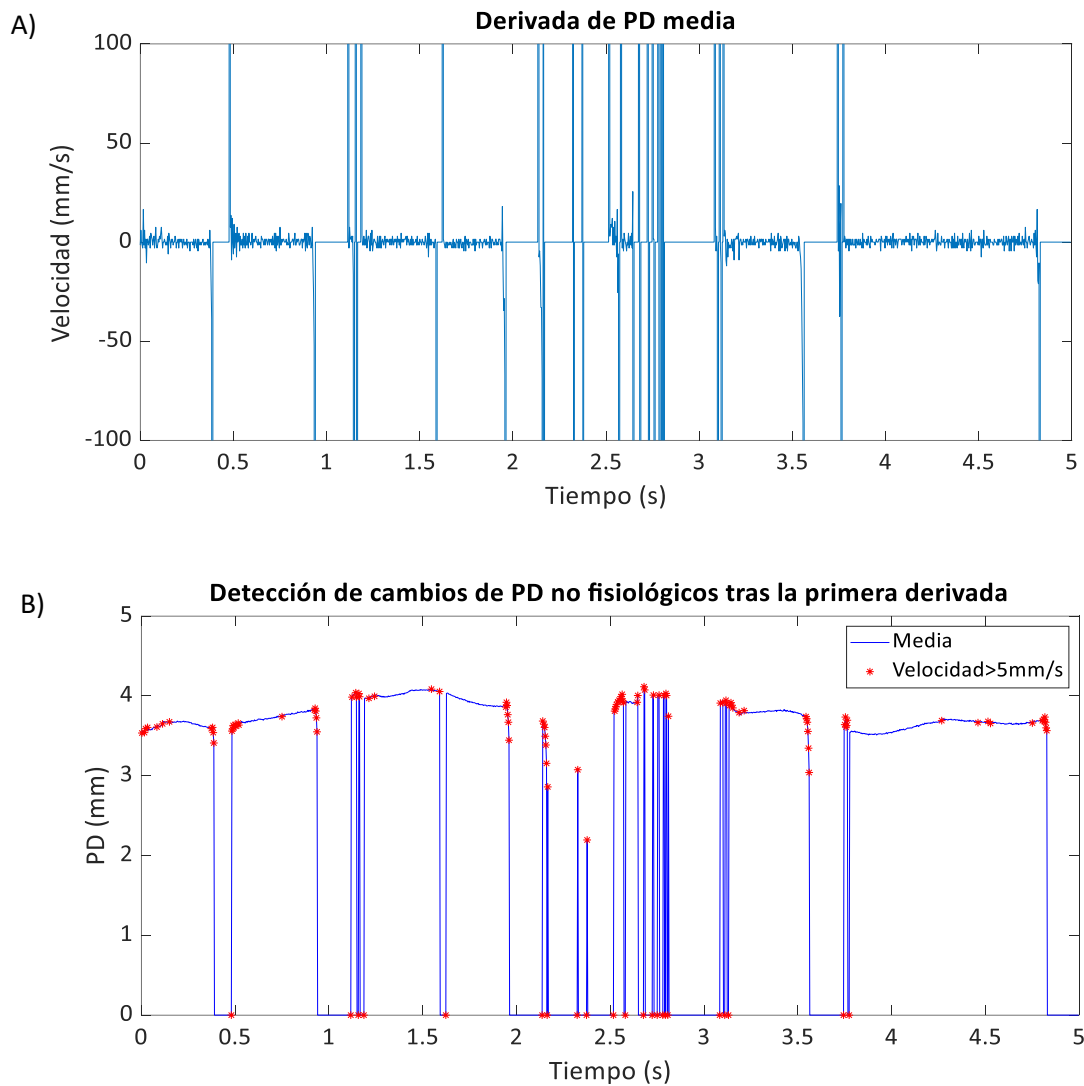 A)
Derivada de PD media
Velocidad (mm/s)
100
50
0
-50
-100
0 0.5 1 1.5 2 2.5 3 3.5 4 4.5 5
Tiempo (s)
B)
Detección de cambios de PD no fisiológicos tras la primera derivada
PD (mm)
5
4
3
2
1
0
Media
Velocidad>5mm/s
0 0.5 1 1.5 2 2.5 3 3.5 4 4.5 5
Tiempo (s)